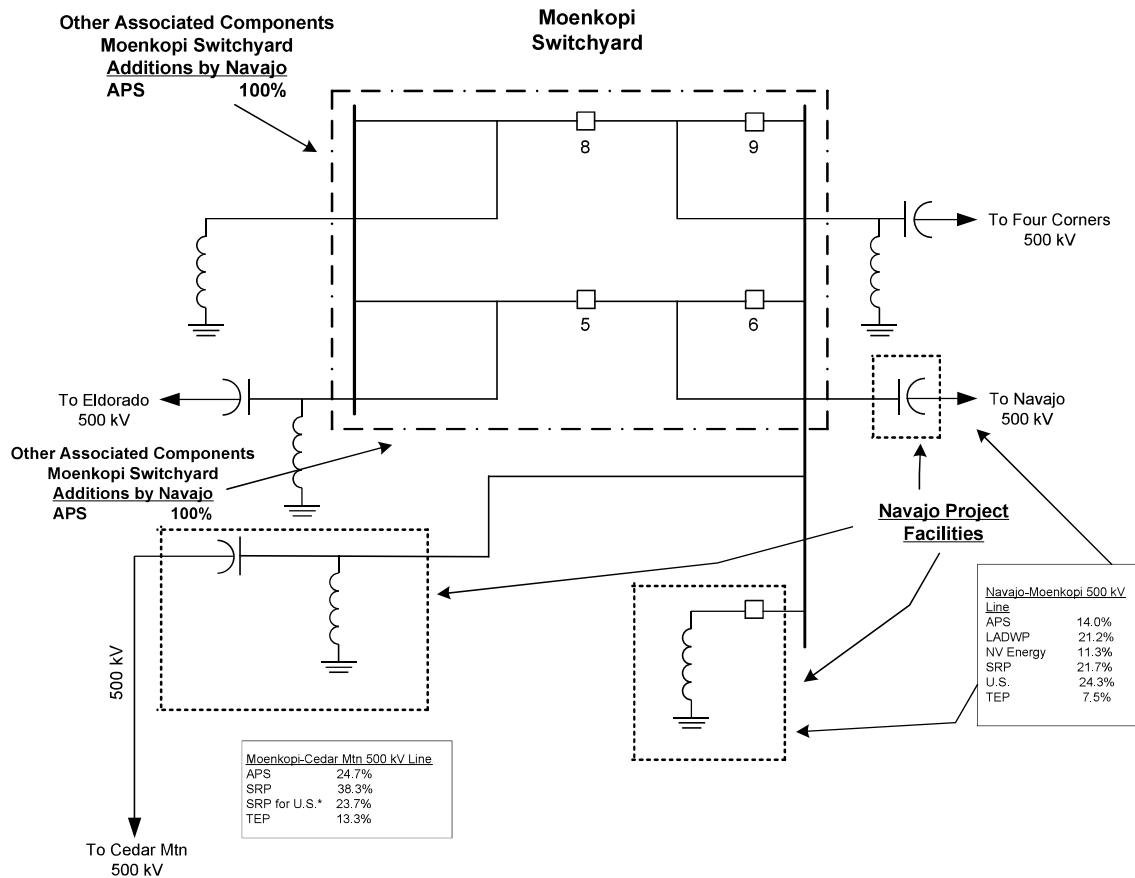 Moenkopi
Switchyard
Other Associated Components
Moenkopi Switchyard
Additions by Navajo
APS 100%
8
9
To Four Corners
500 kV
5
6
To Eldorado
500 kV
To Navajo
500 kV
Other Associated Components
Moenkopi Switchyard
Additions by Navajo
APS 100%
Navajo Project
Facilities
Navajo-Moenkopi 500 kV
Line
APS 14.0%
LADWP 21.2%
NV Energy 11.3%
SRP 21.7%
U.S. 24.3%
TEP 7.5%
500 kV
Moenkopi-Cedar Mtn 500 kV Line
APS 24.7%
SRP 38.3%
SRP for U.S.* 23.7%
TEP 13.3%
To Cedar Mtn
500 kV